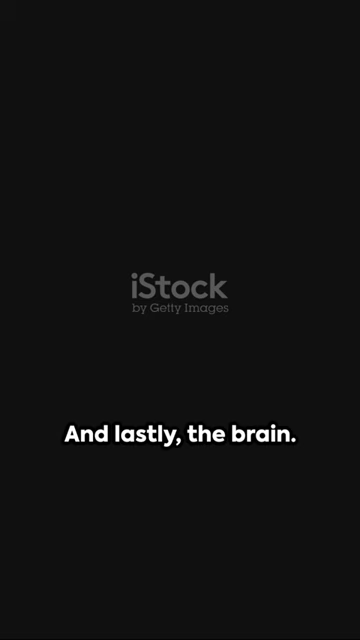 iStock
by Getty Images
And lastly, the brain.